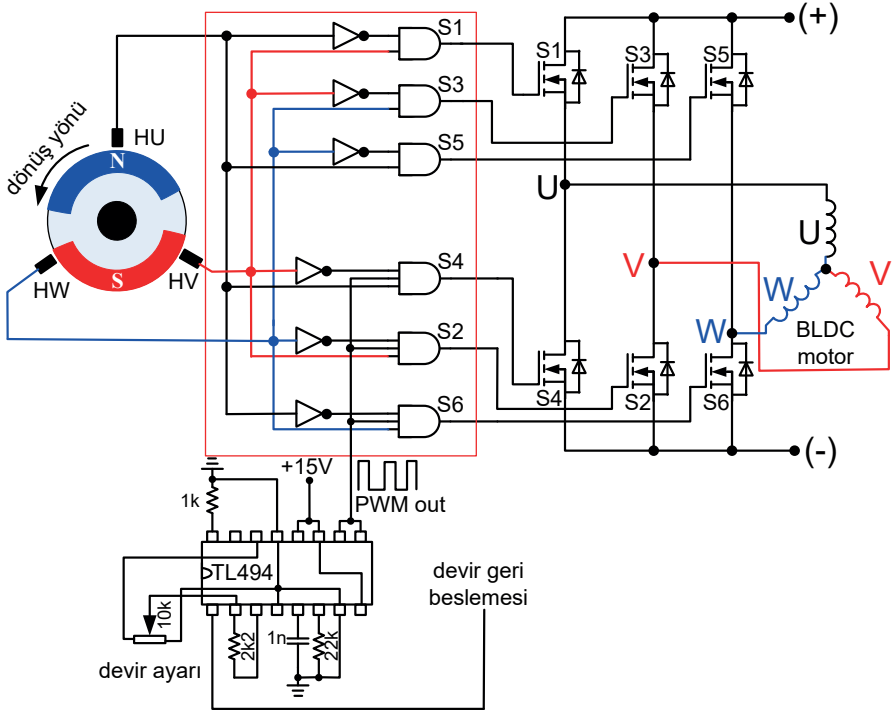 S1
S3
S5
S4
S2
S6
S1
S3
S5
(+)
HU
dönüş yönü
N
S
HW
HV
U
V
W
U
V
W
BLDC
motor
S4
S2
S6
(-)
+15V
1k
PWM out
TL494
10k
2k2
1n
22k
devir ayarı
devir geri
beslemesi